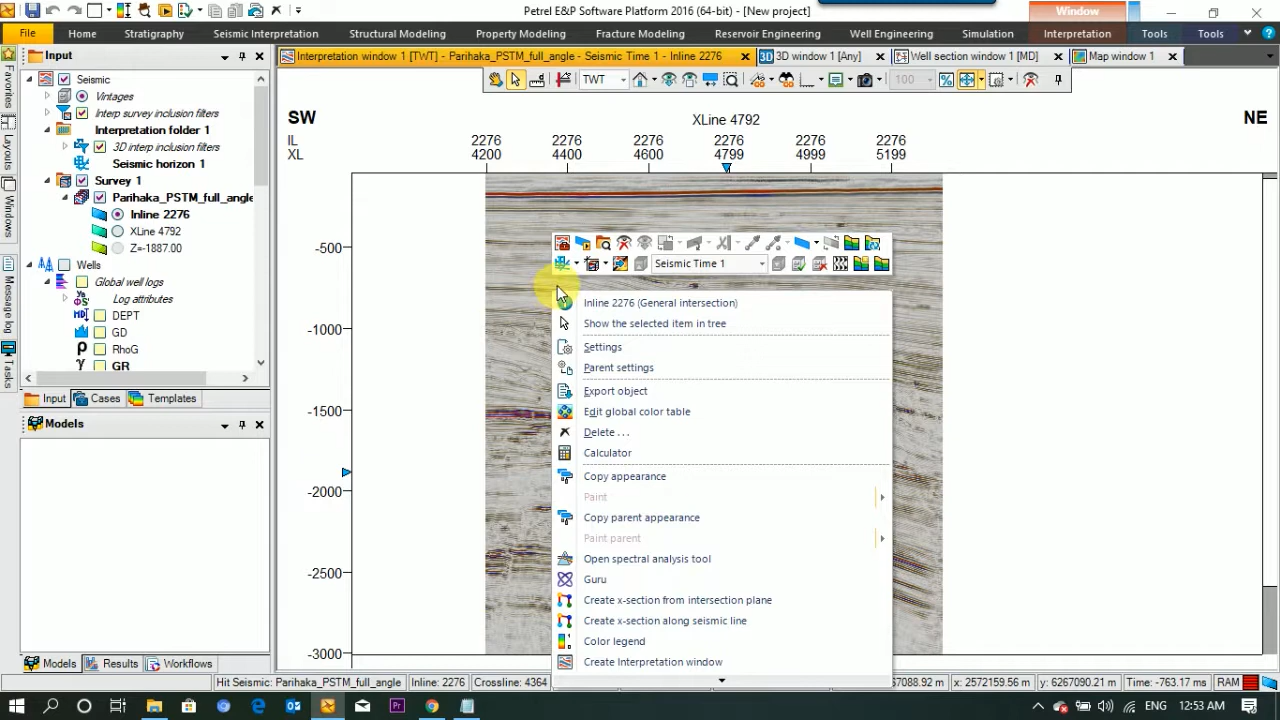 Petrel E&P Software Platform 2016 (64-bit) - [New project]
Window
File
Home
Stratigraphy
Seismic Interpretation
Structural Modeling
Property Modeling
Fracture Modeling
Reservoir Engineering
Well Engineering
Simulation
Interpretation
Tools
Tools
Favorites
Layouts
Windows
Message log
Tasks
Input
Seismic
Vintages
Interp survey inclusion filters
Interpretation folder 1
3D interp inclusion filters
Seismic horizon 1
Survey 1
Parihaka_PSTM_full_angle
Inline 2276
XLine 4792
Z=-1887.00
Wells
Global well logs
Log attributes
DEPT
GD
RhoG
GR
Input
Cases
Templates
Models
Models
Results
Workflows
Interpretation window 1 [TWT] - Parihaka_PSTM_full_angle - Seismic Time 1 - Inline 2276
3D window 1 [Any]
Well section window 1 [MD]
Map window 1
TWT
100
SW
XLine 4792
NE
IL 2276 2276 2276 2276 2276 2276
XL 4200 4400 4600 4799 4999 5199
-500
-1000
-1500
-2000
-2500
-3000
Seismic Time 1
Inline 2276 (General intersection)
Show the selected item in tree
Settings
Parent settings
Export object
Edit global color table
Delete . . .
Calculator
Copy appearance
Paint
Copy parent appearance
Paint parent
Open spectral analysis tool
Guru
Create x-section from intersection plane
Create x-section along seismic line
Color legend
Create Interpretation window
Hit Seismic: Parihaka_PSTM_full_angle
Inline: 2276
Crossline: 4364
x: 2572159.56 m
y: 6267090.21 m
Time: -763.17 ms
RAM
ENG
12:53 AM